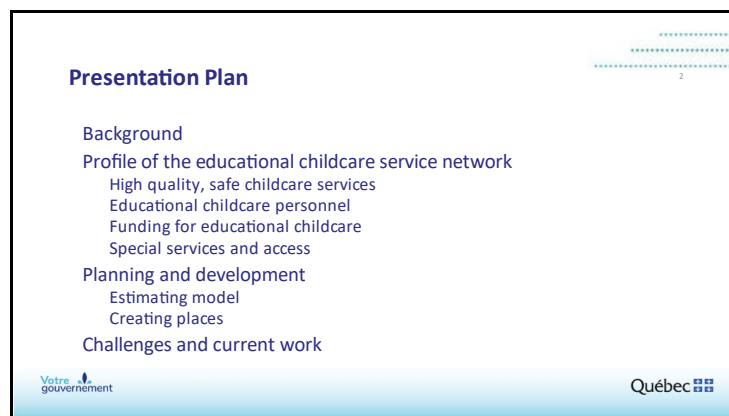 Presentation Plan
2
Background
Profile of the educational childcare service network
High quality, safe childcare services
Educational childcare personnel
Funding for educational childcare
Special services and access
Planning and development
Estimating model
Creating places
Challenges and current work
Votre
gouvernement
Québec